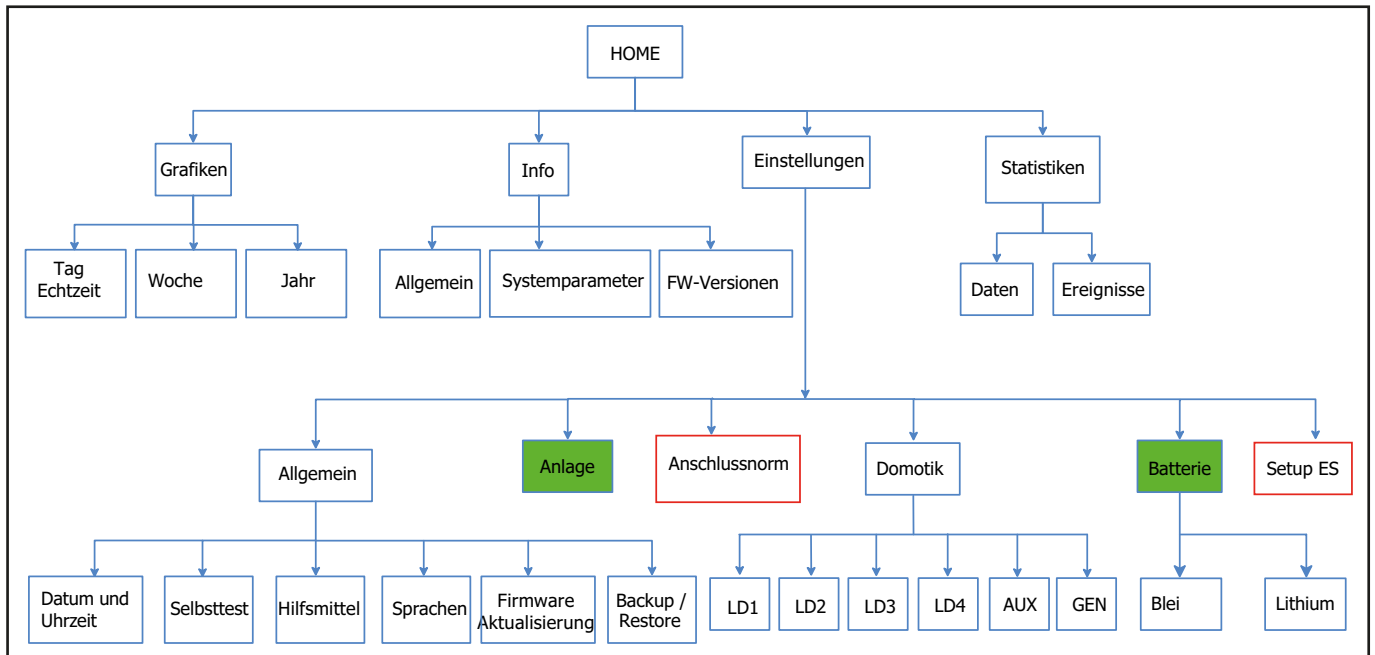 HOME
Grafiken
Info
Einstellungen
Statistiken
Tag
Echtzeit
Woche
Jahr
Allgemein
Systemparameter
FW-Versionen
Daten
Ereignisse
Allgemein
Anlage
Anschlussnorm
Domotik
Batterie
Setup ES
Datum und
Uhrzeit
Selbsttest
Hilfsmittel
Sprachen
Firmware
Aktualisierung
Backup /
Restore
LD1
LD2
LD3
LD4
AUX
GEN
Blei
Lithium